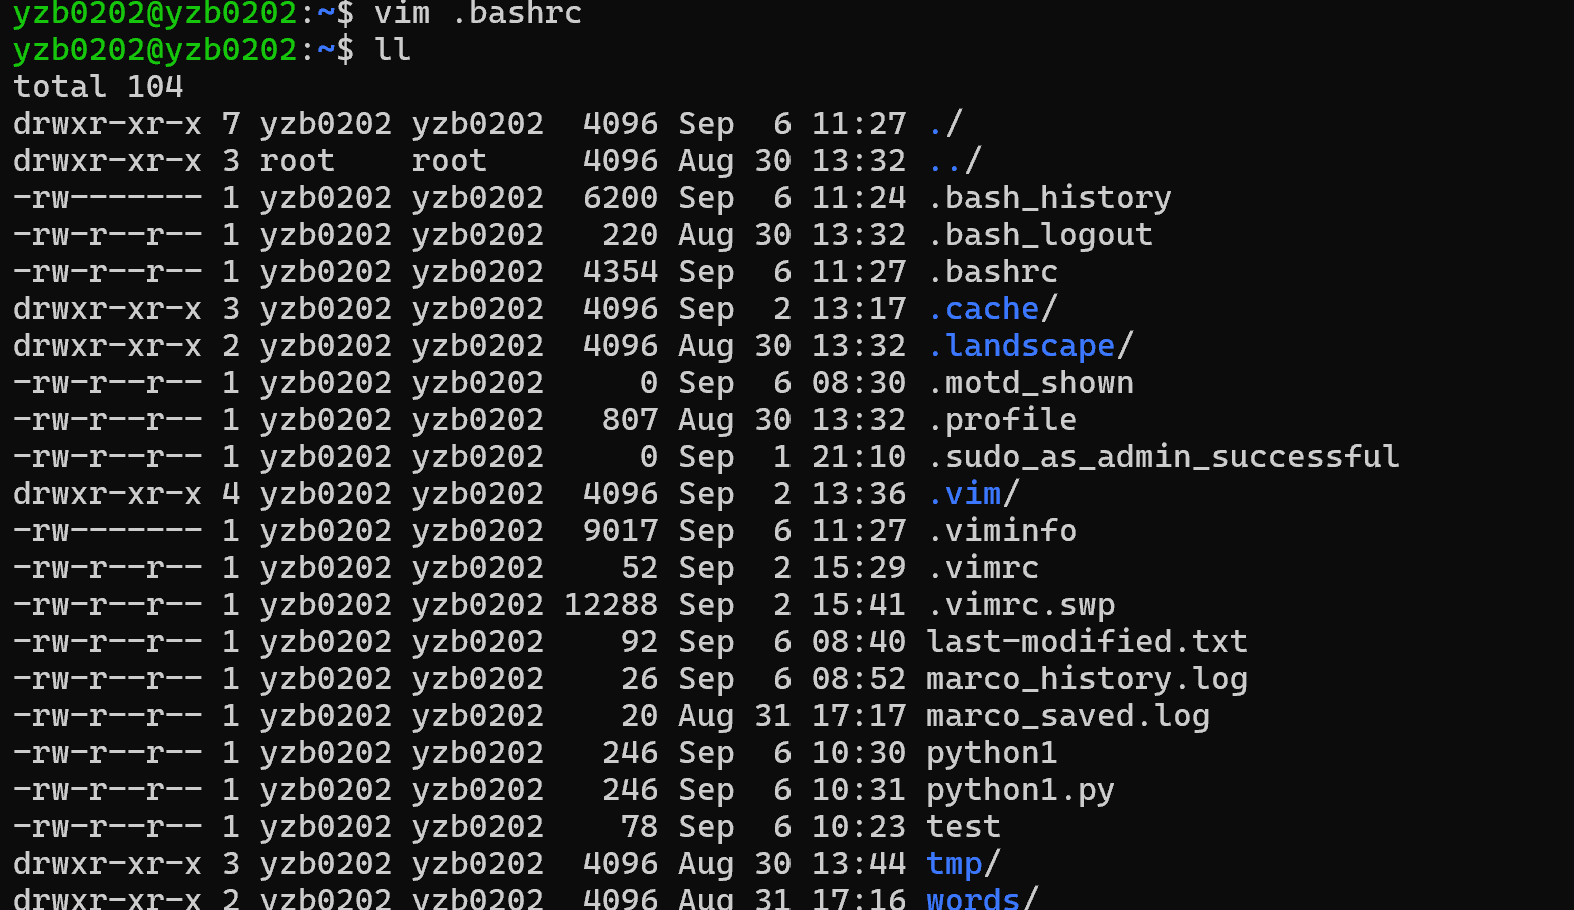 yzb0202@yzb0202:~$ vim .bashrc
yzb0202@yzb0202:~$ ll
total 104
drwxr-xr-x 7 yzb0202 yzb0202  4096 Sep  6 11:27 ./
drwxr-xr-x 3 root    root     4096 Aug 30 13:32 ../
-rw------- 1 yzb0202 yzb0202  6200 Sep  6 11:24 .bash_history
-rw-r--r-- 1 yzb0202 yzb0202   220 Aug 30 13:32 .bash_logout
-rw-r--r-- 1 yzb0202 yzb0202  4354 Sep  6 11:27 .bashrc
drwxr-xr-x 3 yzb0202 yzb0202  4096 Sep  2 13:17 .cache/
drwxr-xr-x 2 yzb0202 yzb0202  4096 Aug 30 13:32 .landscape/
-rw-r--r-- 1 yzb0202 yzb0202     0 Sep  6 08:30 .motd_shown
-rw-r--r-- 1 yzb0202 yzb0202   807 Aug 30 13:32 .profile
-rw-r--r-- 1 yzb0202 yzb0202     0 Sep  1 21:10 .sudo_as_admin_successful
drwxr-xr-x 4 yzb0202 yzb0202  4096 Sep  2 13:36 .vim/
-rw------- 1 yzb0202 yzb0202  9017 Sep  6 11:27 .viminfo
-rw-r--r-- 1 yzb0202 yzb0202    52 Sep  2 15:29 .vimrc
-rw-r--r-- 1 yzb0202 yzb0202 12288 Sep  2 15:41 .vimrc.swp
-rw-r--r-- 1 yzb0202 yzb0202    92 Sep  6 08:40 last-modified.txt
-rw-r--r-- 1 yzb0202 yzb0202    26 Sep  6 08:52 marco_history.log
-rw-r--r-- 1 yzb0202 yzb0202    20 Aug 31 17:17 marco_saved.log
-rw-r--r-- 1 yzb0202 yzb0202   246 Sep  6 10:30 python1
-rw-r--r-- 1 yzb0202 yzb0202   246 Sep  6 10:31 python1.py
-rw-r--r-- 1 yzb0202 yzb0202    78 Sep  6 10:23 test
drwxr-xr-x 3 yzb0202 yzb0202  4096 Aug 30 13:44 tmp/
drwxr-xr-x 2 yzb0202 yzb0202  4096 Aug 31 17:16 words/